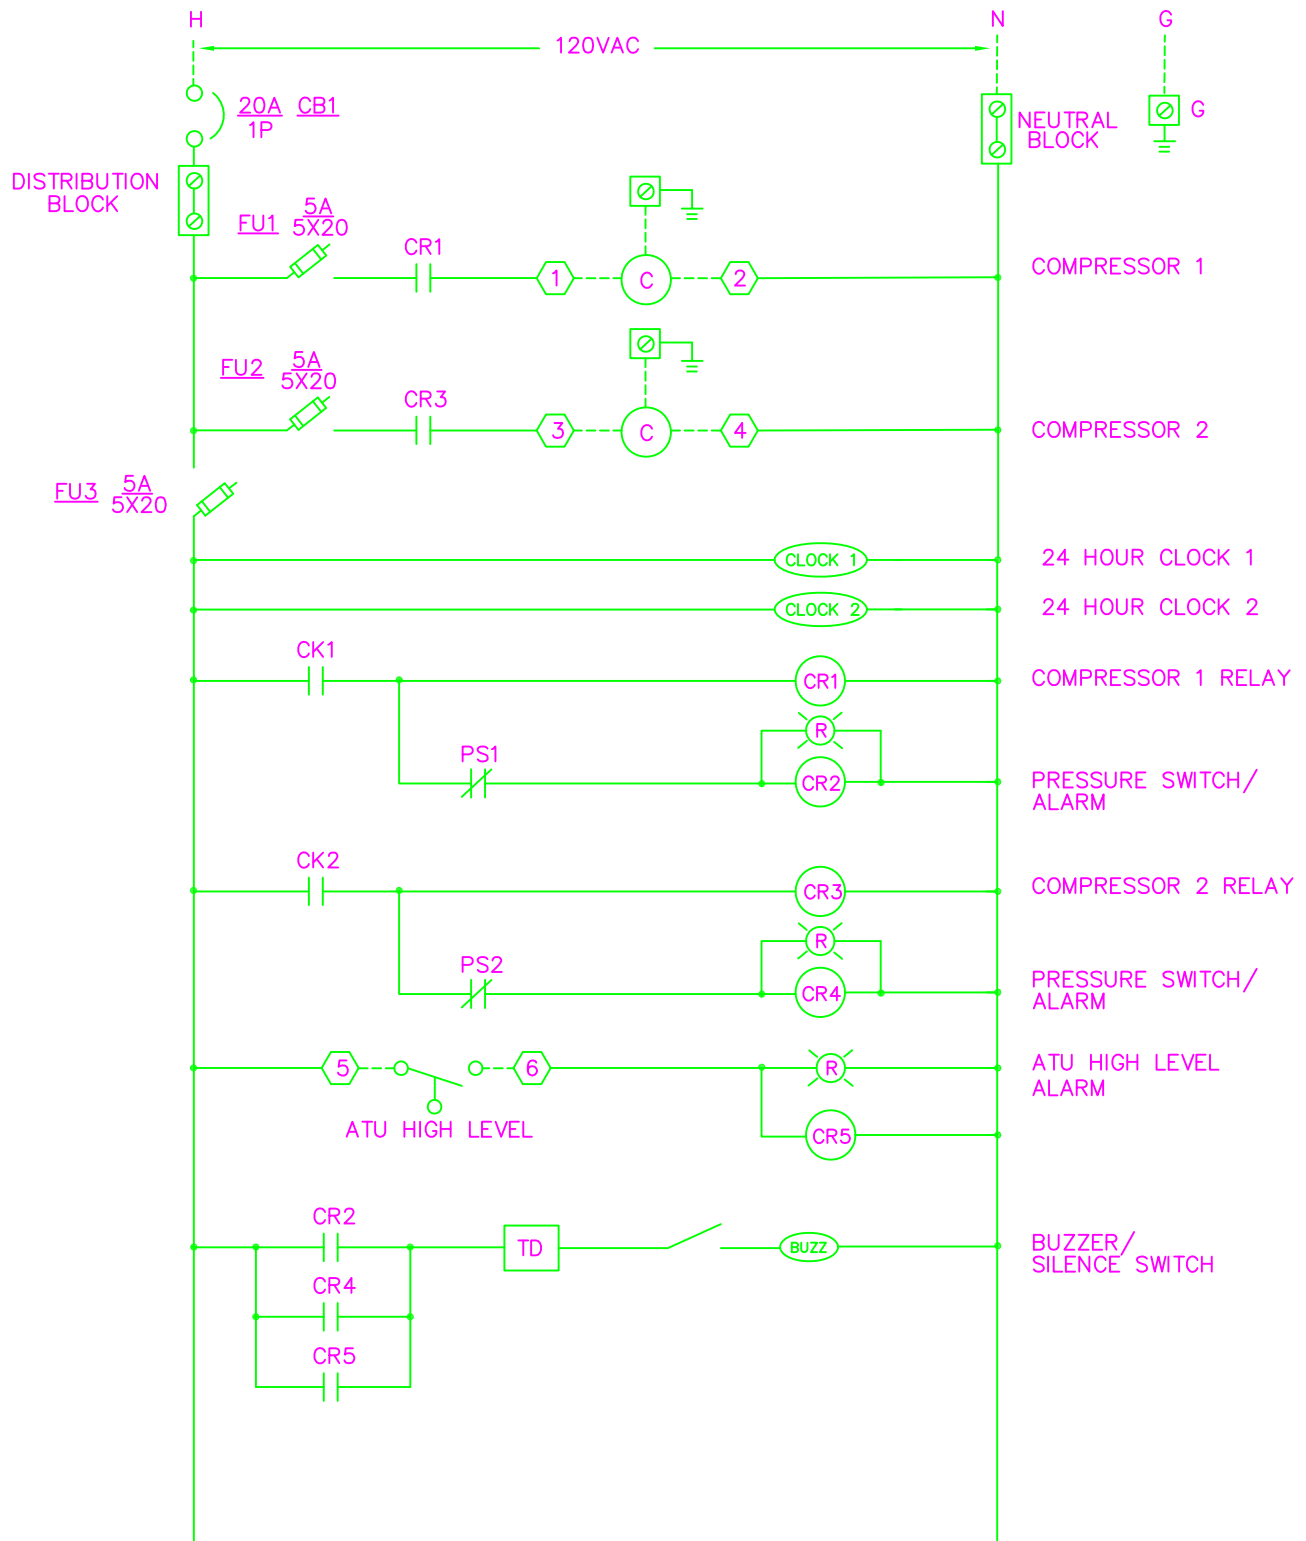 H
N
G
120VAC
20A CB1
1P
NEUTRAL
BLOCK
G
DISTRIBUTION
BLOCK
FU1 5A
5X20
CR1
1
C
2
COMPRESSOR 1
FU2 5A
5X20
CR3
3
C
4
COMPRESSOR 2
FU3 5A
5X20
CLOCK 1
24 HOUR CLOCK 1
CLOCK 2
24 HOUR CLOCK 2
CK1
CR1
COMPRESSOR 1 RELAY
R
PS1
CR2
PRESSURE SWITCH/
ALARM
CK2
CR3
COMPRESSOR 2 RELAY
R
PS2
CR4
PRESSURE SWITCH/
ALARM
5
6
R
ATU HIGH LEVEL
ALARM
ATU HIGH LEVEL
CR5
CR2
TD
BUZZ
BUZZER/
SILENCE SWITCH
CR4
CR5